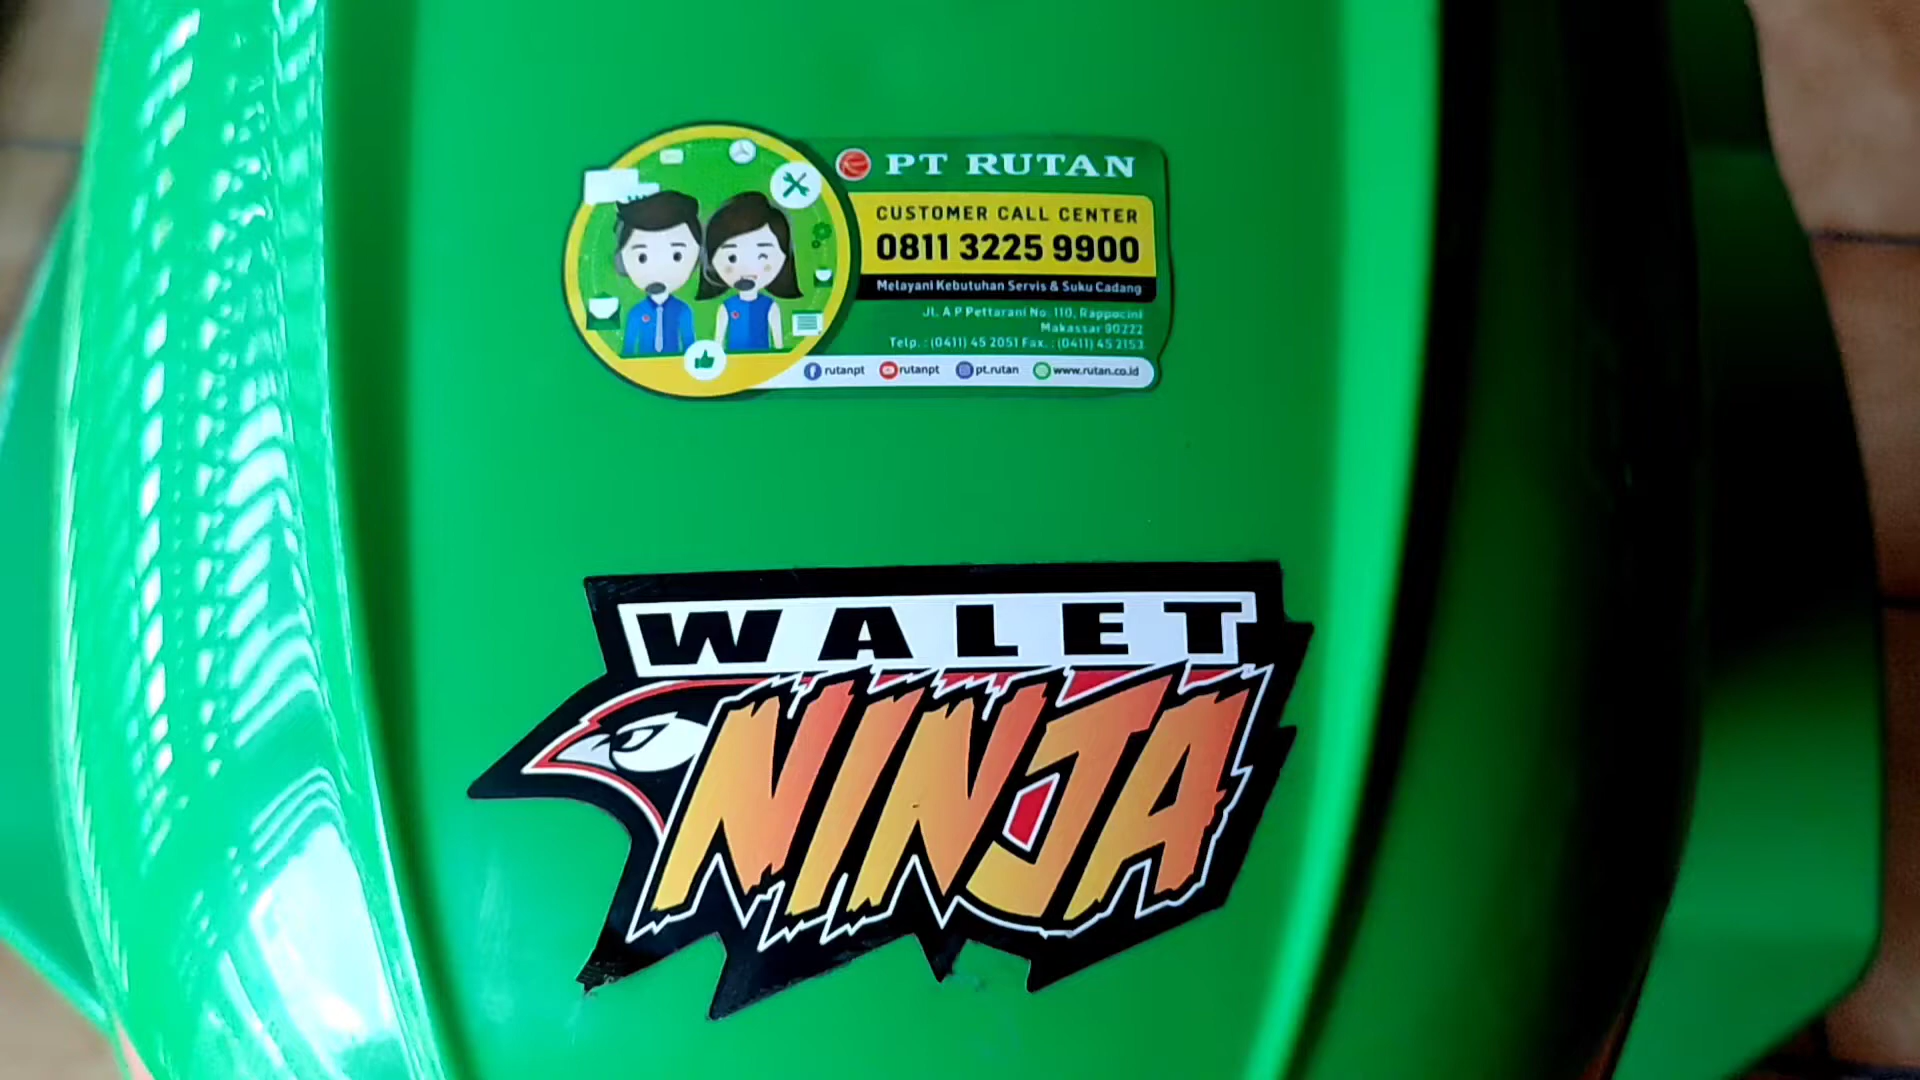 PT RUTAN
CUSTOMER CALL CENTER
0811 3225 9900
Melayani Kebutuhan Servis & Suku Cadang
Jl. A P Pettarani No. 110, Rappocini
Makassar 90222
Telp. : (0411) 45 2051 Fax. : (0411) 45 2153
rutanpt rutanpt pt.rutan www.rutan.co.id
WALET
NINJA